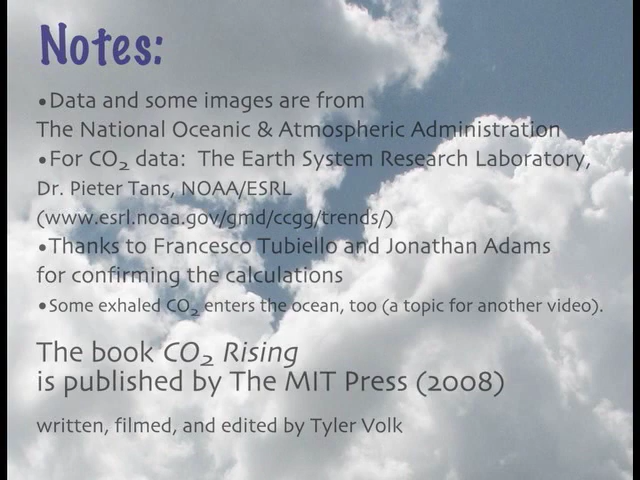 Notes:
•Data and some images are from
The National Oceanic & Atmospheric Administration
•For CO₂ data: The Earth System Research Laboratory,
Dr. Pieter Tans, NOAA/ESRL
(www.esrl.noaa.gov/gmd/ccgg/trends/)
•Thanks to Francesco Tubiello and Jonathan Adams
for confirming the calculations
•Some exhaled CO₂ enters the ocean, too (a topic for another video).
The book CO₂ Rising
is published by The MIT Press (2008)
written, filmed, and edited by Tyler Volk